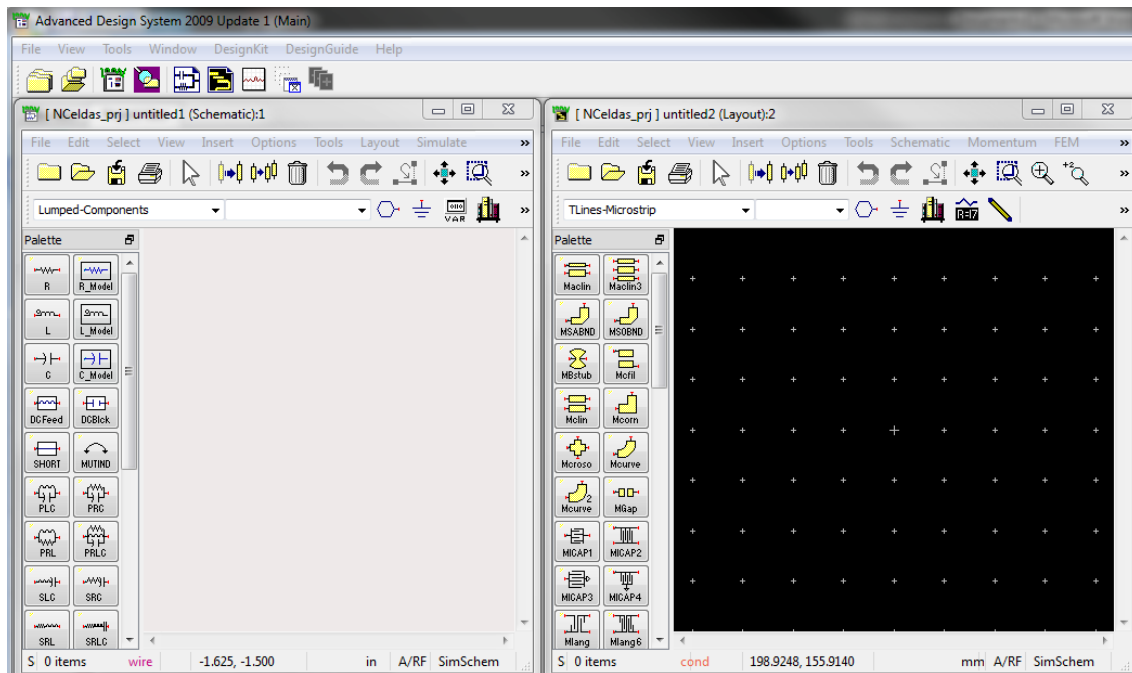 Advanced Design System 2009 Update 1 (Main)
File View Tools Window DesignKit DesignGuide Help
[ NCeldas_prj ] untitled1 (Schematic):1
File Edit Select View Insert Options Tools Layout Simulate »
»
Lumped-Components VAR »
Palette
R R_Model
L L_Model
C C_Model
DCFeed DCBlck
SHORT MUTIND
PLC PRC
PRL PRLC
SLC SRC
SRL SRLC
S 0 items wire -1.625, -1.500 in A/RF SimSchem
[ NCeldas_prj ] untitled2 (Layout):2
File Edit Select View Insert Options Tools Schematic Momentum FEM »
+2 »
TLines-Microstrip »
Palette
Maclin Maclin3
MSABND MSOBND
MBstub Mcfil
Mclin Mcorn
Mcroso Mcurve
2
Mcurve MGap
MICAP1 MICAP2
MICAP3 MICAP4
Mlang Mlang6
S 0 items cond 198.9248, 155.9140 mm A/RF SimSchem